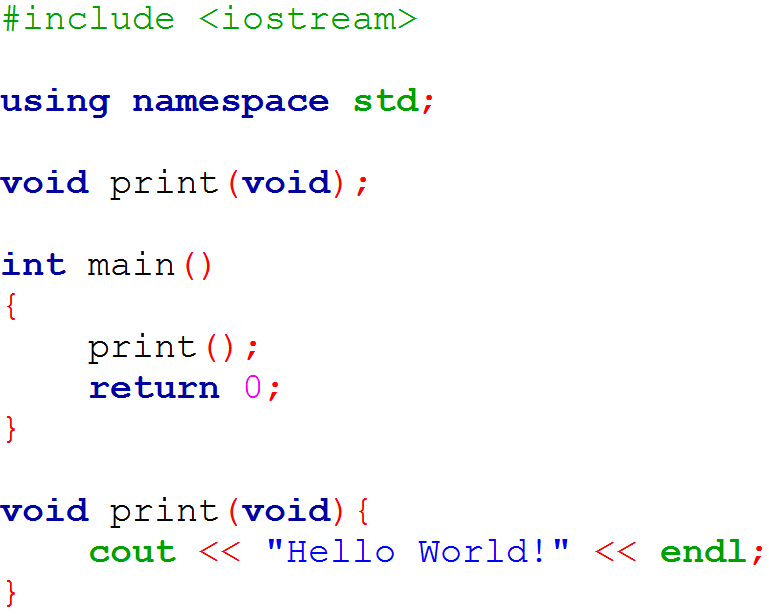 #include <iostream>
using namespace std;
void print(void);
int main()
{
    print();
    return 0;
}
void print(void){
    cout << "Hello World!" << endl;
}